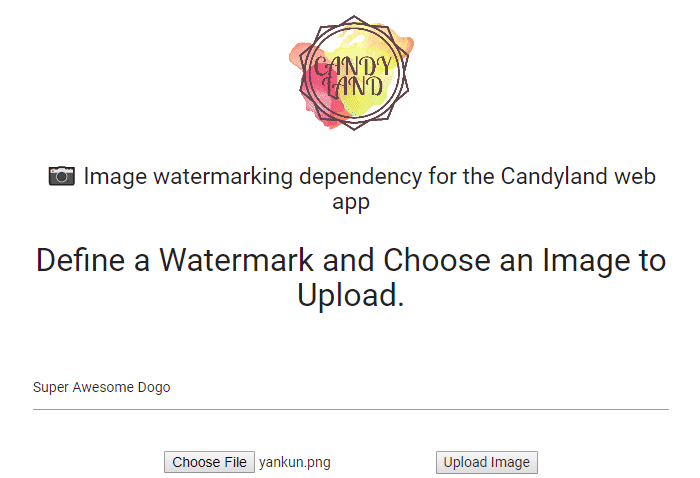 CANDY
LAND
Image watermarking dependency for the Candyland web
app
Define a Watermark and Choose an Image to
Upload.
Super Awesome Dogo
Choose File yankun.png Upload Image